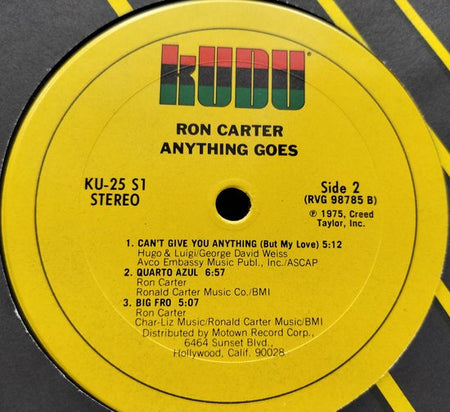 KUDU®
RON CARTER
ANYTHING GOES
KU-25 S1
STEREO
Side 2
(RVG 98785 B)
℗ 1975, Creed
Taylor, Inc.
1. CAN'T GIVE YOU ANYTHING (But My Love) 5:12
Hugo & Luigi/George David Weiss
Avco Embassy Music Publ., Inc./ASCAP
2. QUARTO AZUL 6:57
Ron Carter
Ronald Carter Music Co./BMI
3. BIG FRO 5:07
Ron Carter
Char-Liz Music/Ronald Carter Music/BMI
Distributed by Motown Record Corp.,
6464 Sunset Blvd.,
Hollywood, Calif. 90028